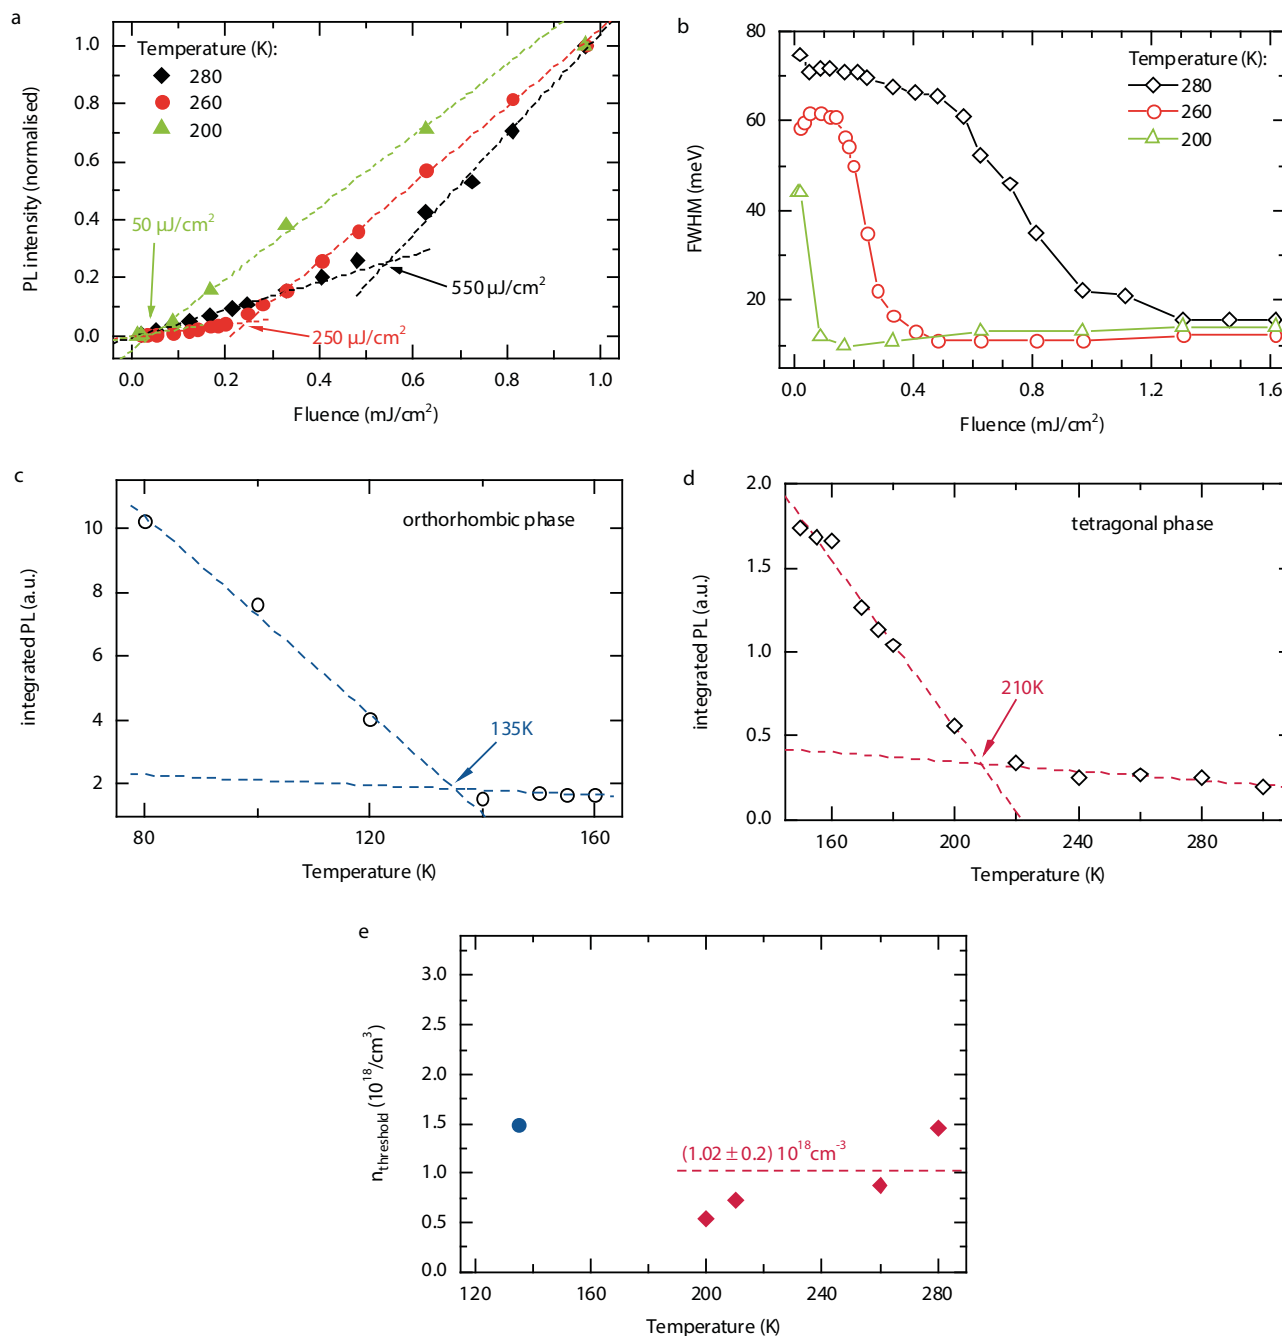 a
PL intensity (normalised)
1.0
0.8
0.6
0.4
0.2
0.0
Temperature (K):
280
260
200
50 µJ/cm²
550 µJ/cm²
250 µJ/cm²
0.0 0.2 0.4 0.6 0.8 1.0
Fluence (mJ/cm²)
b
FWHM (meV)
80
60
40
20
Temperature (K):
280
260
200
0.0 0.4 0.8 1.2 1.6
Fluence (mJ/cm²)
c
integrated PL (a.u.)
10
8
6
4
2
orthorhombic phase
135K
80 120 160
Temperature (K)
d
integrated PL (a.u.)
2.0
1.5
1.0
0.5
0.0
tetragonal phase
210K
160 200 240 280
Temperature (K)
e
n_threshold (10¹⁸/cm³)
3.0
2.5
2.0
1.5
1.0
0.5
0.0
(1.02 ± 0.2) 10¹⁸cm⁻³
120 160 200 240 280
Temperature (K)